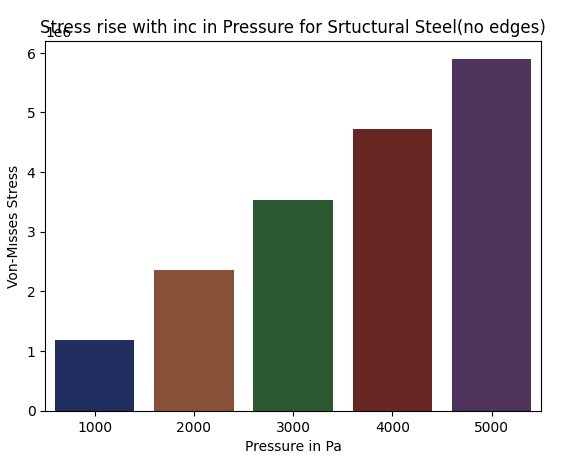 Stress rise with inc in Pressure for Srtuctural Steel(no edges)
1e6
6
5
4
3
2
1
0
Von-Misses Stress
1000 2000 3000 4000 5000
Pressure in Pa